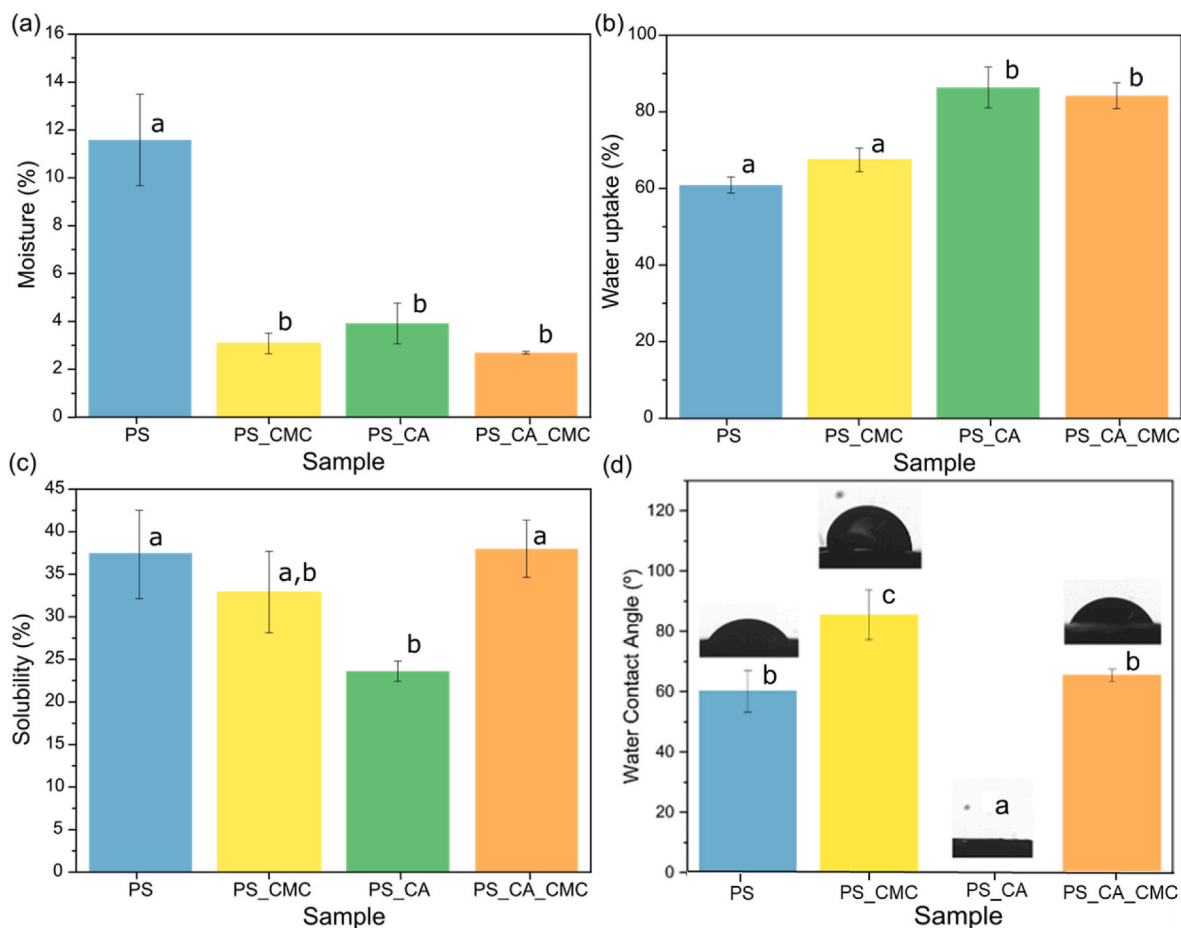 (a)
16
14
12
10
8
6
4
2
0
Moisture (%)
a
b
b
b
PS
PS_CMC
PS_CA
PS_CA_CMC
Sample
(b)
100
80
60
40
20
0
Water uptake (%)
a
a
b
b
PS
PS_CMC
PS_CA
PS_CA_CMC
Sample
(c)
45
40
35
30
25
20
15
10
5
0
Solubility (%)
a
a,b
b
a
PS
PS_CMC
PS_CA
PS_CA_CMC
Sample
(d)
120
100
80
60
40
20
0
Water Contact Angle (º)
b
c
a
b
PS
PS_CMC
PS_CA
PS_CA_CMC
Sample